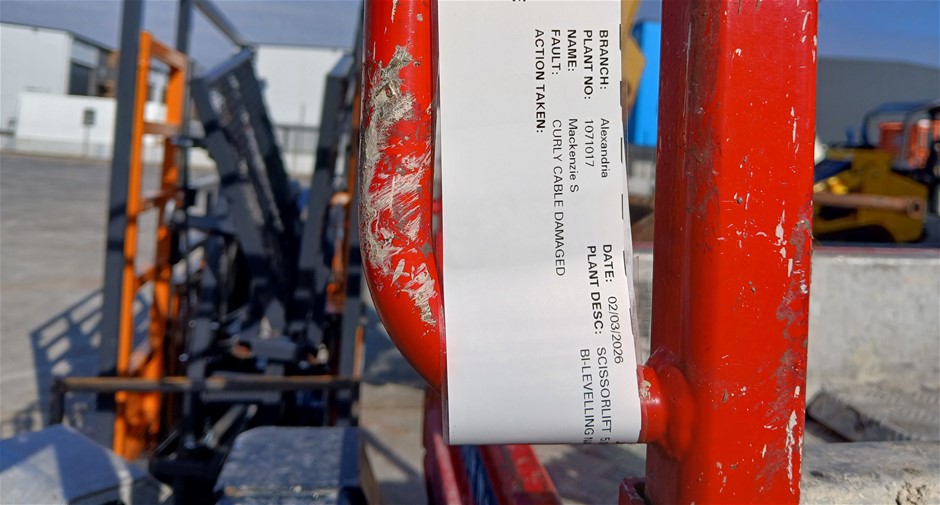 BRANCH: Alexandria DATE: 02/03/2026
PLANT NO: 1071017 PLANT DESC: SCISSORLIFT
NAME: Mackenzie S BI-LEVELLING
FAULT: CURLY CABLE DAMAGED
ACTION TAKEN: